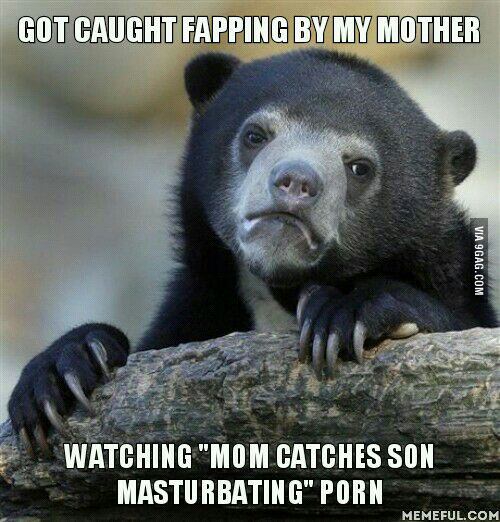 GOT CAUGHT FAPPING BY MY MOTHER
VIA 9GAG.COM
WATCHING "MOM CATCHES SON
MASTURBATING" PORN
MEMEFUL.COM